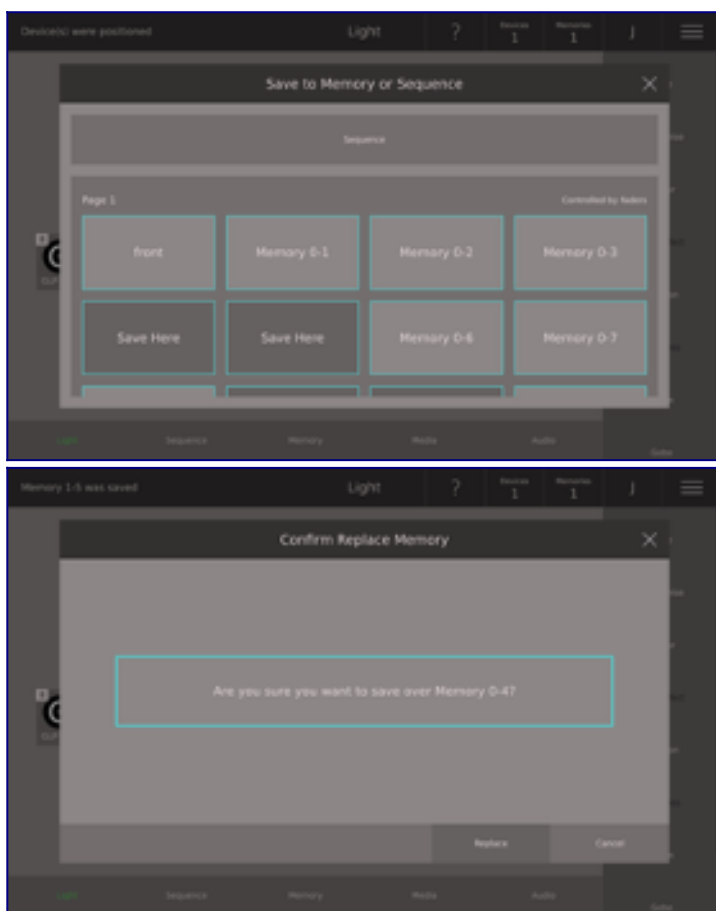 Device(s) were positioned Light ? Devices 1 Memories 1 J
Save to Memory or Sequence
Sequence
Page 1 Controlled by faders
front Memory 0-1 Memory 0-2 Memory 0-3
Save Here Save Here Memory 0-6 Memory 0-7
Light Sequence Memory Media Audio
Gobo
Memory 1-5 was saved Light ? Devices 1 Memories 1 J
Confirm Replace Memory
Are you sure you want to save over Memory 0-4?
Replace Cancel
Light Sequence Memory Media Audio
Gobo